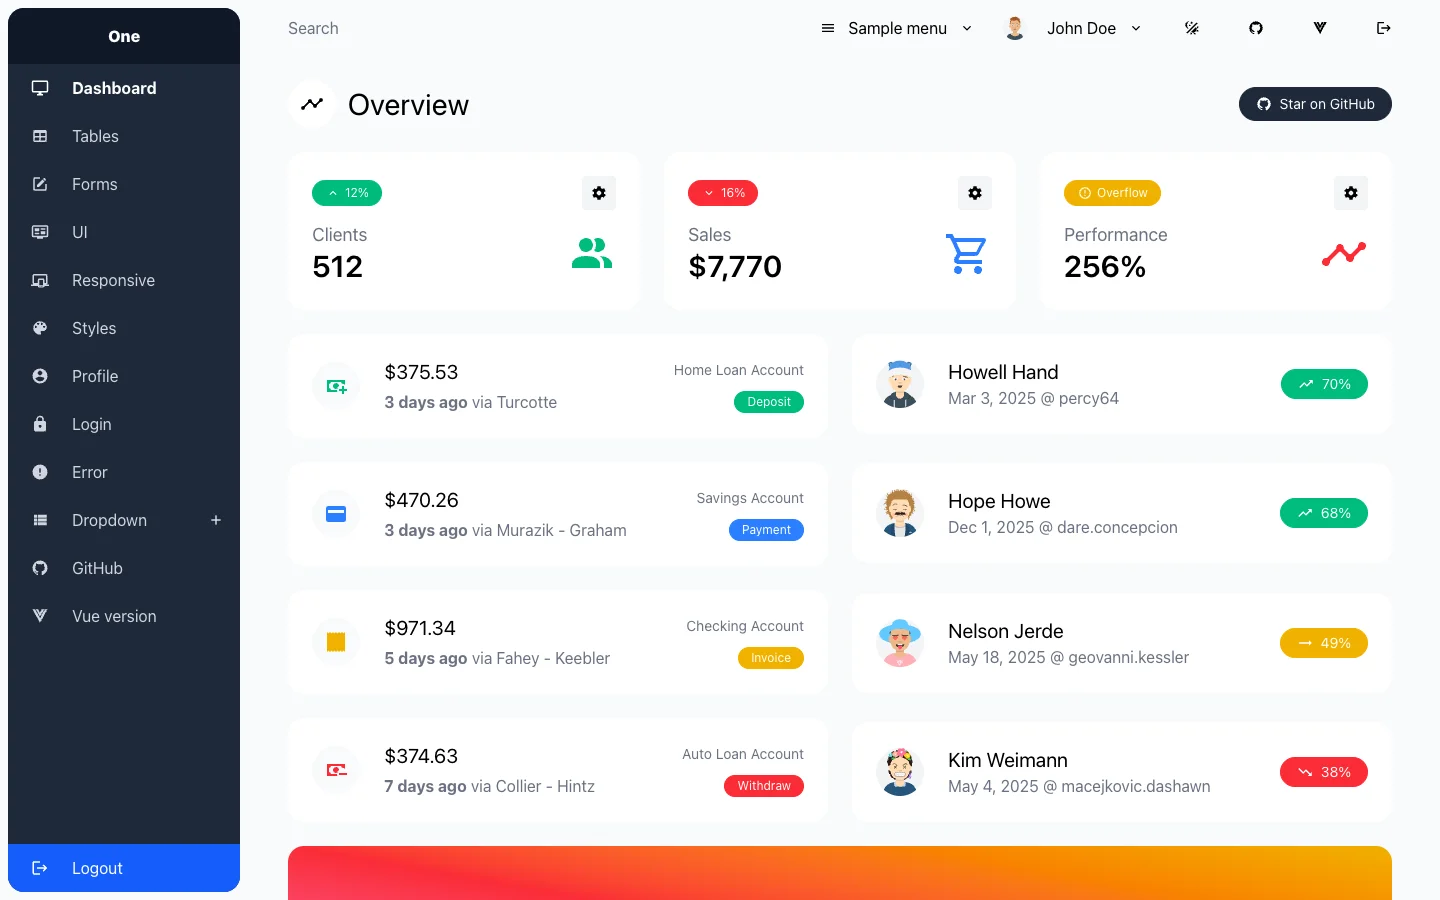 One
Dashboard
Tables
Forms
UI
Responsive
Styles
Profile
Login
Error
Dropdown
GitHub
Vue version
Logout
Search
Sample menu
John Doe
Overview
Star on GitHub
12%
Clients
512
16%
Sales
$7,770
Overflow
Performance
256%
$375.53
3 days ago via Turcotte
Home Loan Account
Deposit
$470.26
3 days ago via Murazik - Graham
Savings Account
Payment
$971.34
5 days ago via Fahey - Keebler
Checking Account
Invoice
$374.63
7 days ago via Collier - Hintz
Auto Loan Account
Withdraw
Howell Hand
Mar 3, 2025 @ percy64
70%
Hope Howe
Dec 1, 2025 @ dare.concepcion
68%
Nelson Jerde
May 18, 2025 @ geovanni.kessler
49%
Kim Weimann
May 4, 2025 @ macejkovic.dashawn
38%